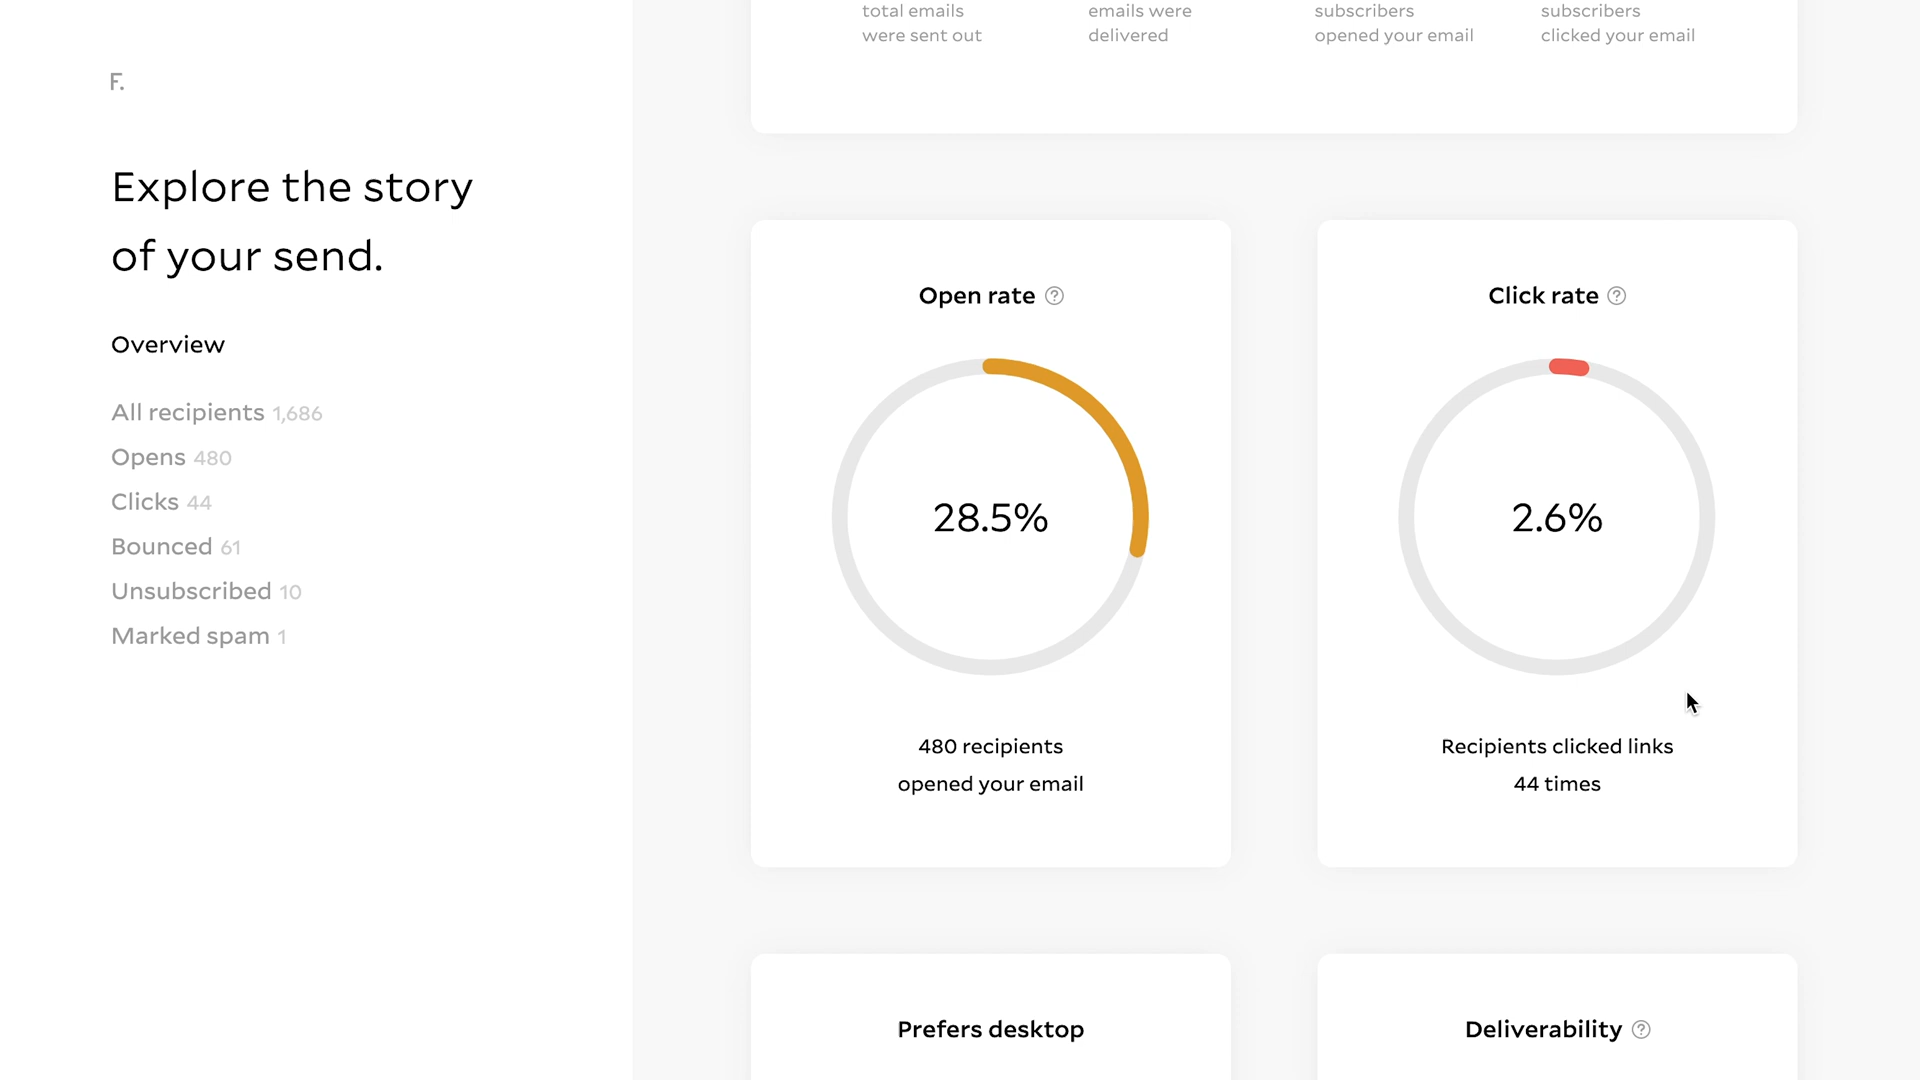 total emails
were sent out
emails were
delivered
subscribers
opened your email
subscribers
clicked your email
F.
Explore the story
of your send.
Overview
All recipients 1,686
Opens 480
Clicks 44
Bounced 61
Unsubscribed 10
Marked spam 1
Open rate ?
28.5%
480 recipients
opened your email
Click rate ?
2.6%
Recipients clicked links
44 times
Prefers desktop
Deliverability ?